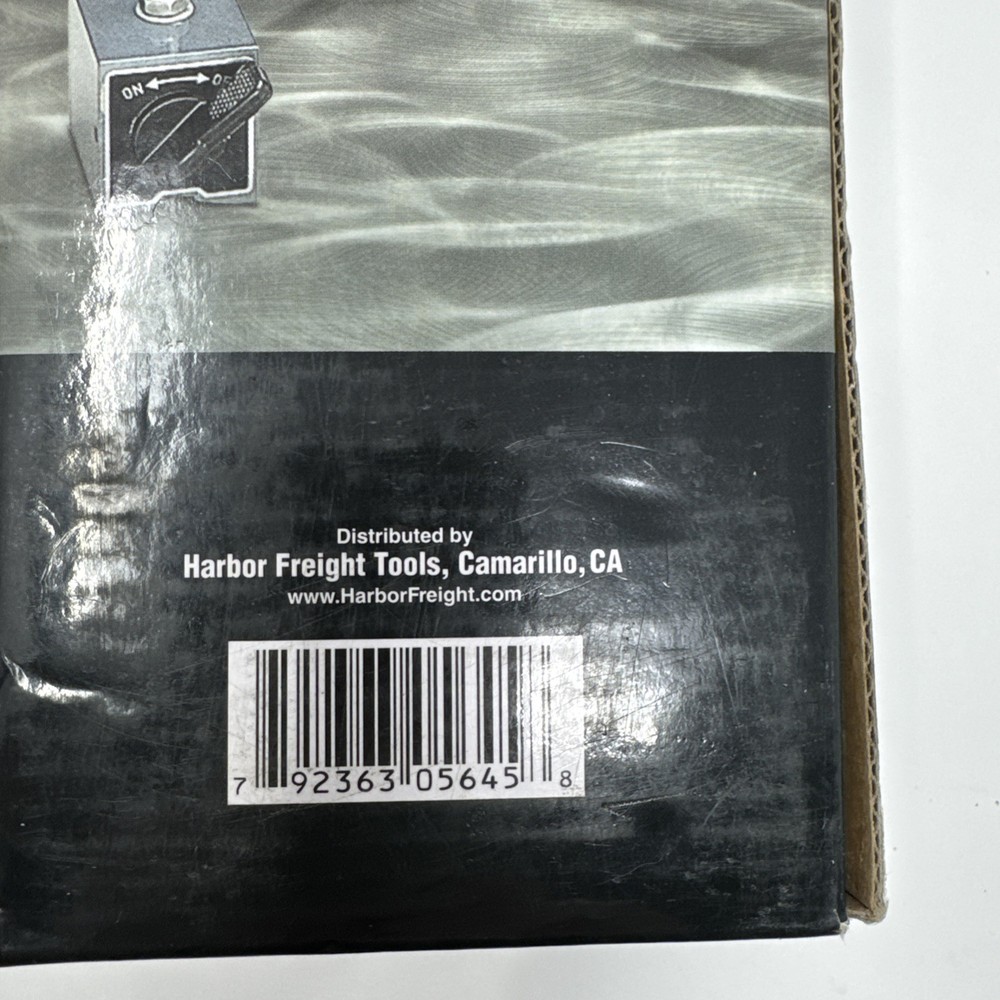 ON
Distributed by
Harbor Freight Tools, Camarillo, CA
www.HarborFreight.com
7 92363 05645 8